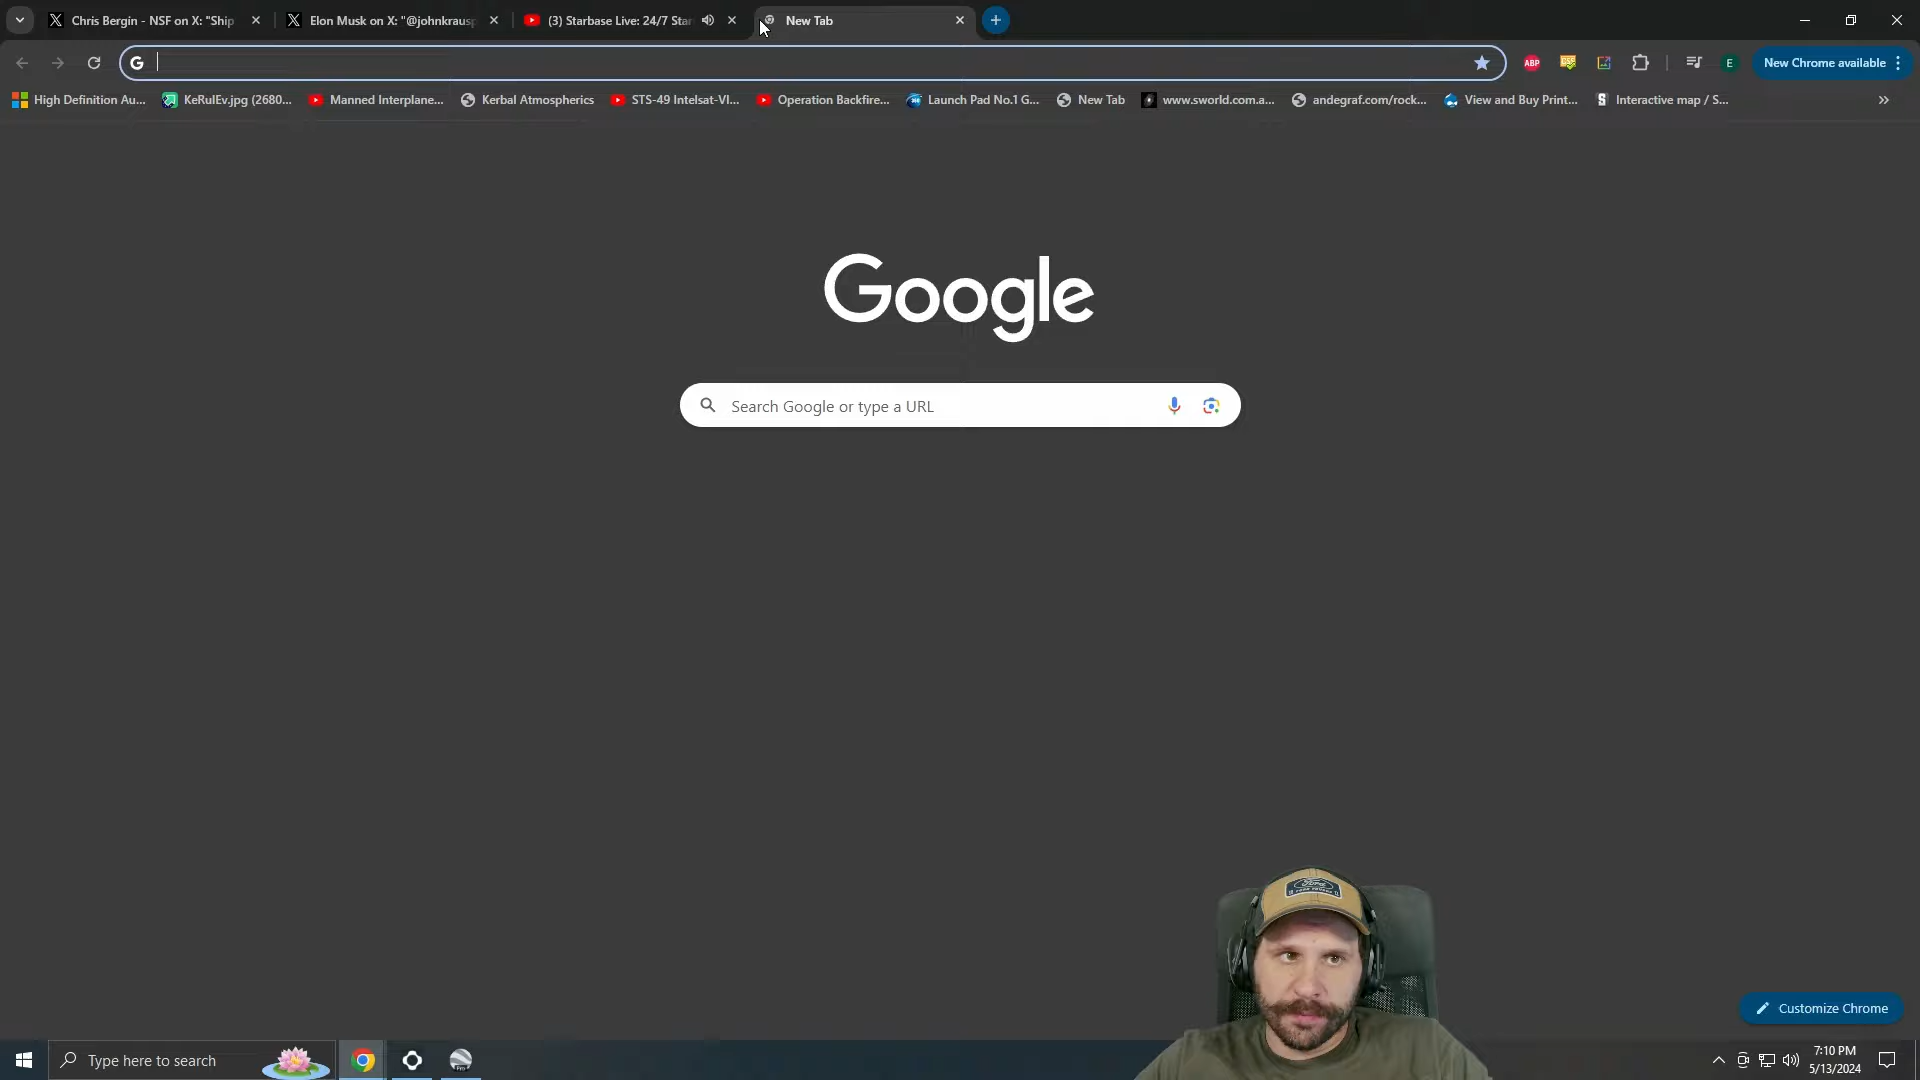 Chris Bergin - NSF on X: "Ship
Elon Musk on X: "@johnkrausp
(3) Starbase Live: 24/7 Star
New Tab
G
ABP
E
New Chrome available
High Definition Au...
KeRulEv.jpg (2680...
Manned Interplane...
Kerbal Atmospherics
STS-49 Intelsat-VI...
Operation Backfire...
Launch Pad No.1 G...
New Tab
www.sworld.com.a...
andegraf.com/rock...
View and Buy Print...
Interactive map / S...
Google
Search Google or type a URL
Ford
Customize Chrome
Type here to search
7:10 PM
5/13/2024